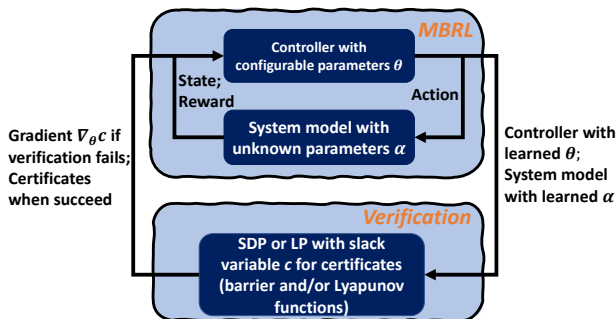 MBRL
Controller with
configurable parameters θ
State;
Reward
Action
System model with
unknown parameters α
Gradient ∇θc if
verification fails;
Certificates
when succeed
Controller with
learned θ;
System model
with learned α
Verification
SDP or LP with slack
variable c for certificates
(barrier and/or Lyapunov
functions)